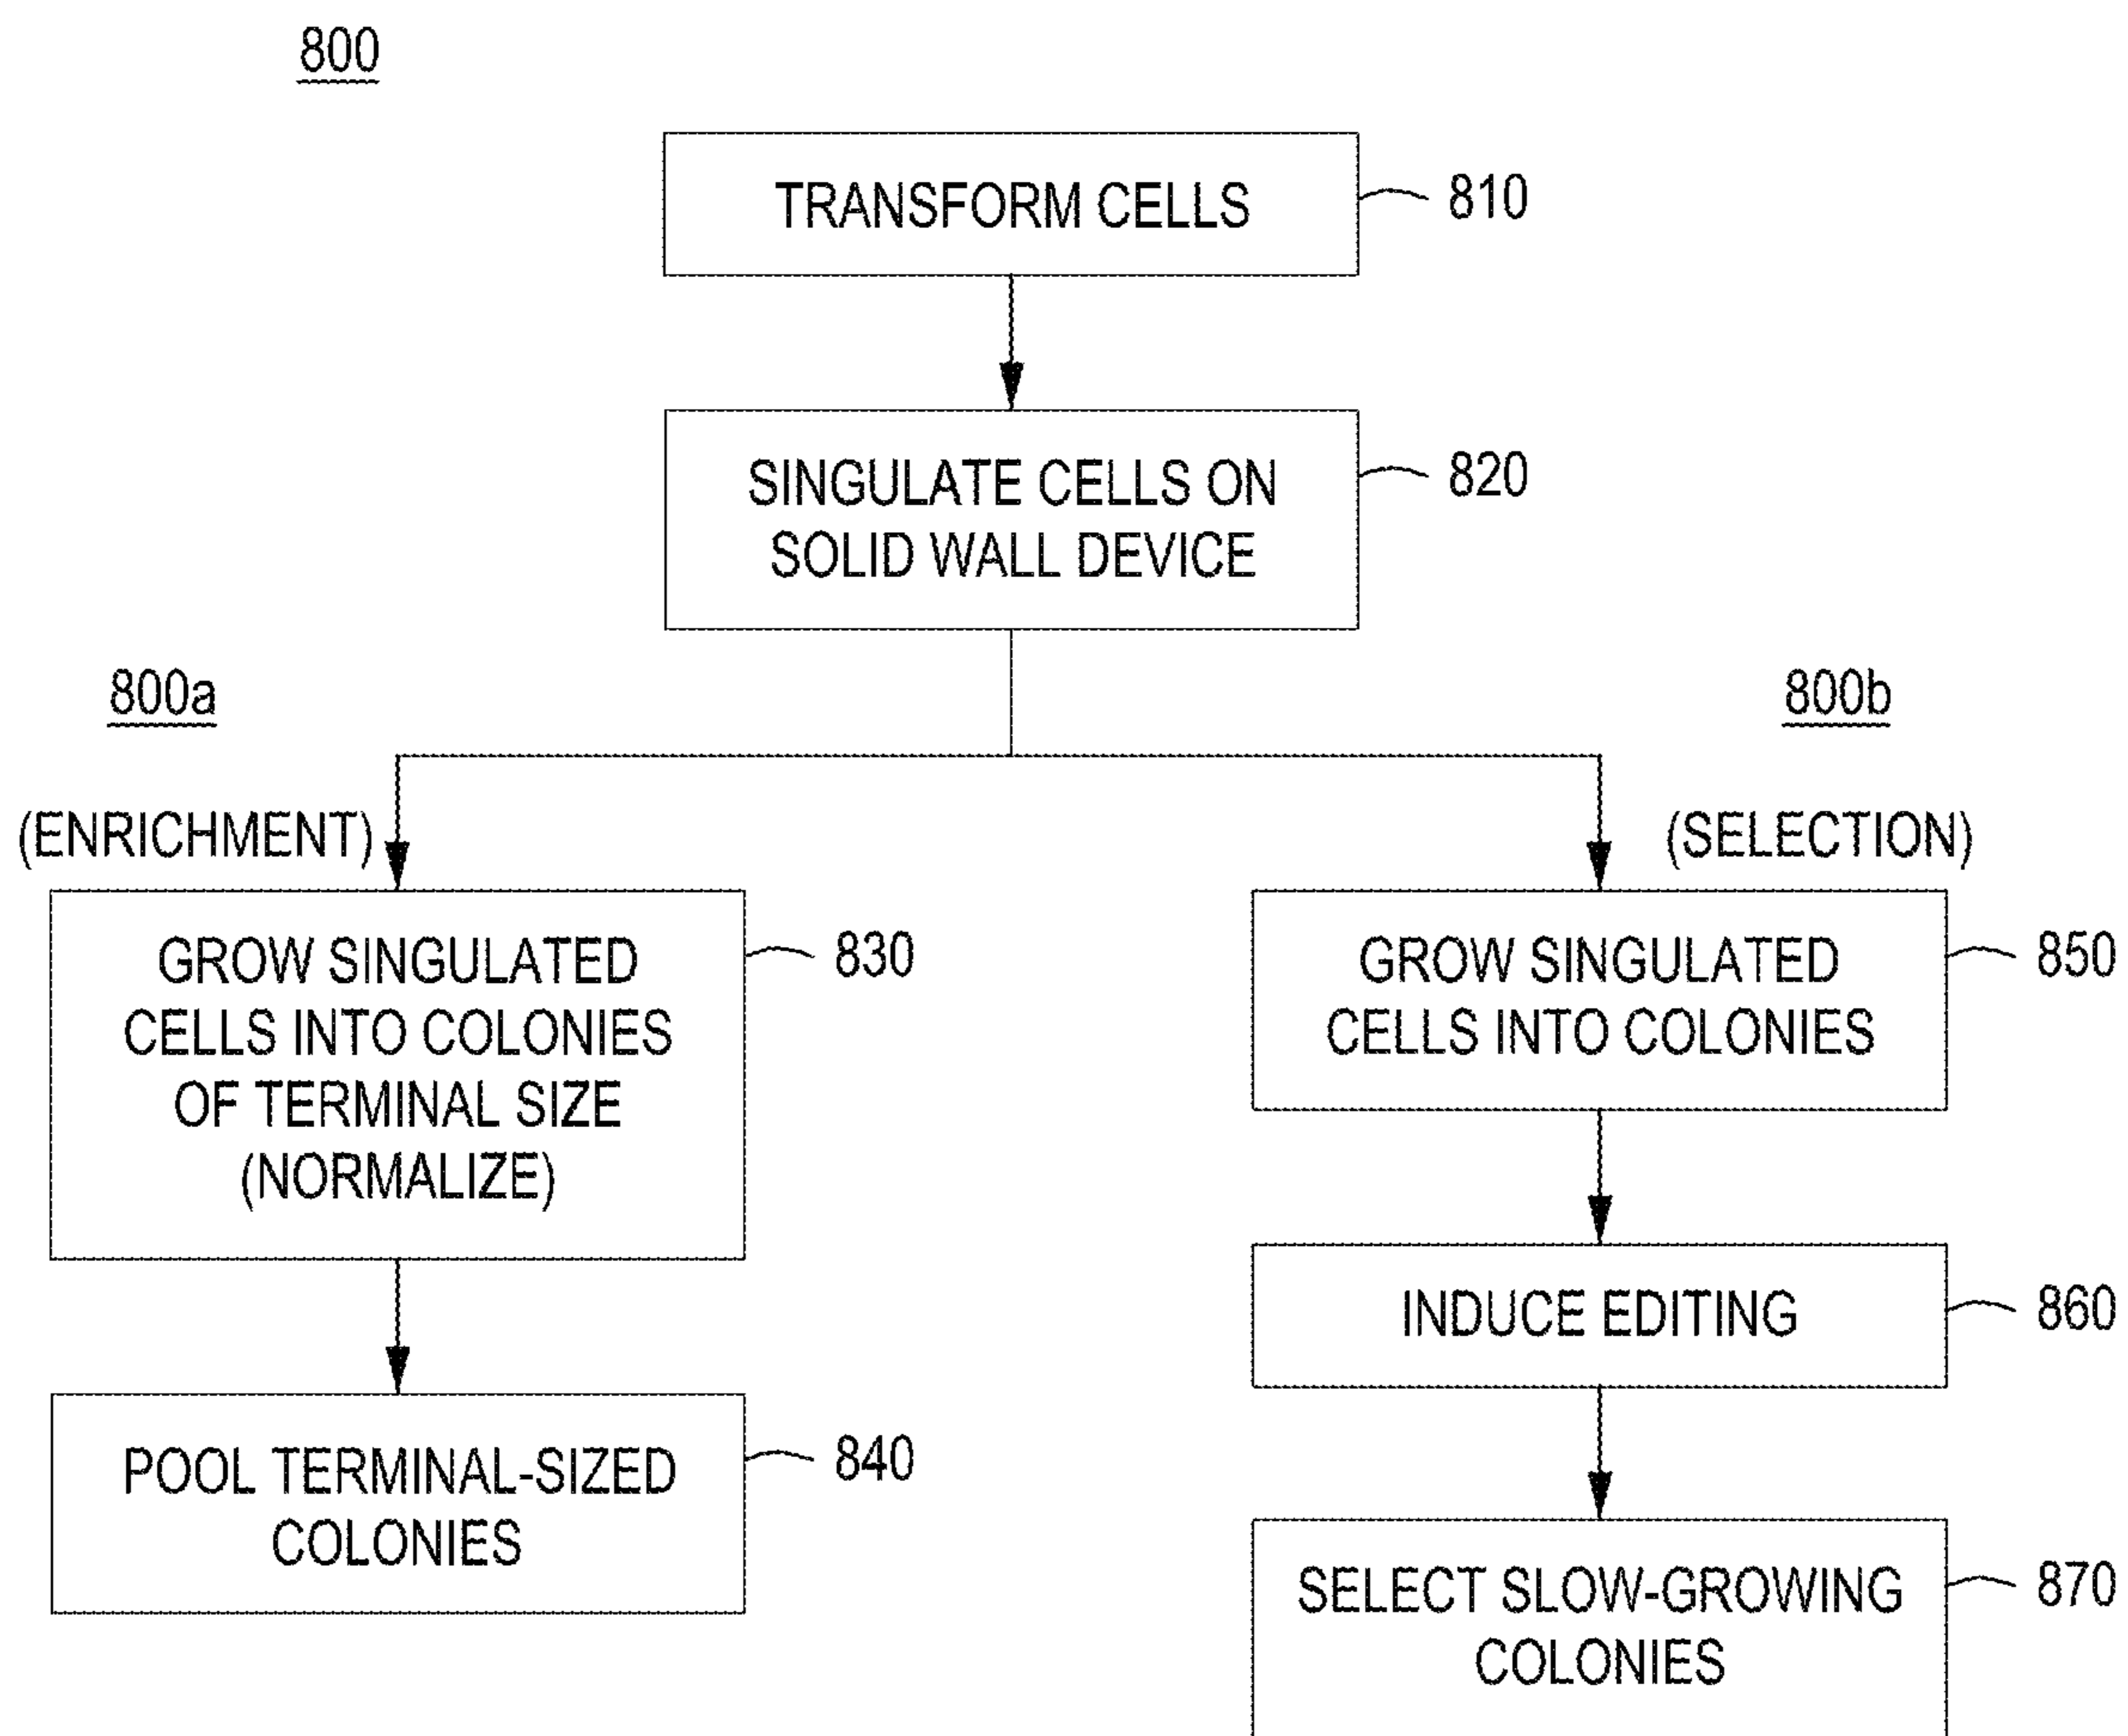 800
TRANSFORM CELLS
810
SINGULATE CELLS ON
SOLID WALL DEVICE
820
800a
800b
(ENRICHMENT)
(SELECTION)
GROW SINGULATED
CELLS INTO COLONIES
OF TERMINAL SIZE
(NORMALIZE)
830
GROW SINGULATED
CELLS INTO COLONIES
850
INDUCE EDITING
860
POOL TERMINAL-SIZED
COLONIES
840
SELECT SLOW-GROWING
COLONIES
870